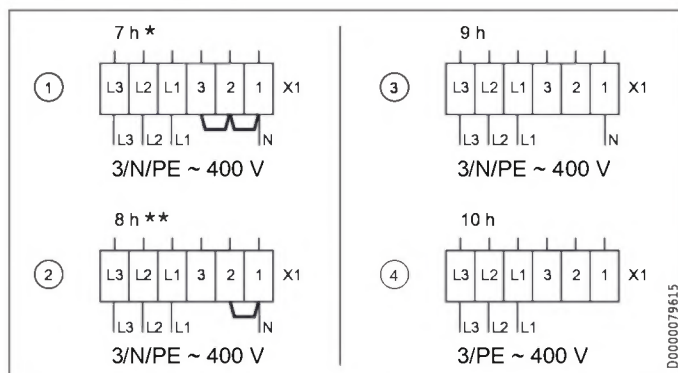 7 h *
1
L3 L2 L1 3 2 1 X1
L3 L2 L1 N
3/N/PE ~ 400 V
8 h **
2
L3 L2 L1 3 2 1 X1
L3 L2 L1 N
3/N/PE ~ 400 V
9 h
3
L3 L2 L1 3 2 1 X1
L3 L2 L1 N
3/N/PE ~ 400 V
10 h
4
L3 L2 L1 3 2 1 X1
L3 L2 L1
3/PE ~ 400 V
D0000079615